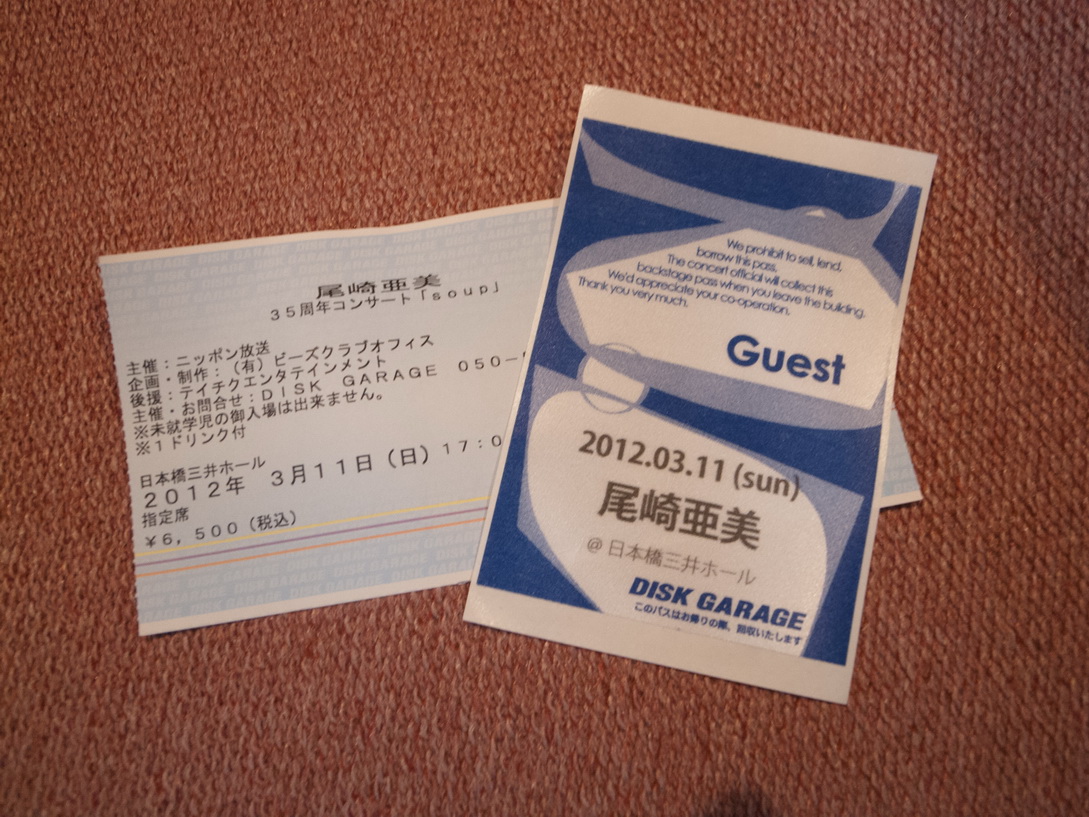 尾崎亜美
35周年コンサート「soup」
主催：ニッポン放送
企画・制作：（有）ビーズクラブオフィス
後援：テイチクエンタテインメント
主催・お問合せ：DISK GARAGE 050-
※未就学児の御入場は出来ません。
※1ドリンク付
日本橋三井ホール
2012年 3月11日（日）17:0
指定席
¥6,500（税込）
We prohibit to sell, lend,
borrow this pass.
The concert official will collect this
backstage pass when you leave the building.
We'd appreciate your co-operation.
Thank you very much.
Guest
2012.03.11 (sun)
尾崎亜美
@ 日本橋三井ホール
DISK GARAGE
このパスはお帰りの際、回収いたします